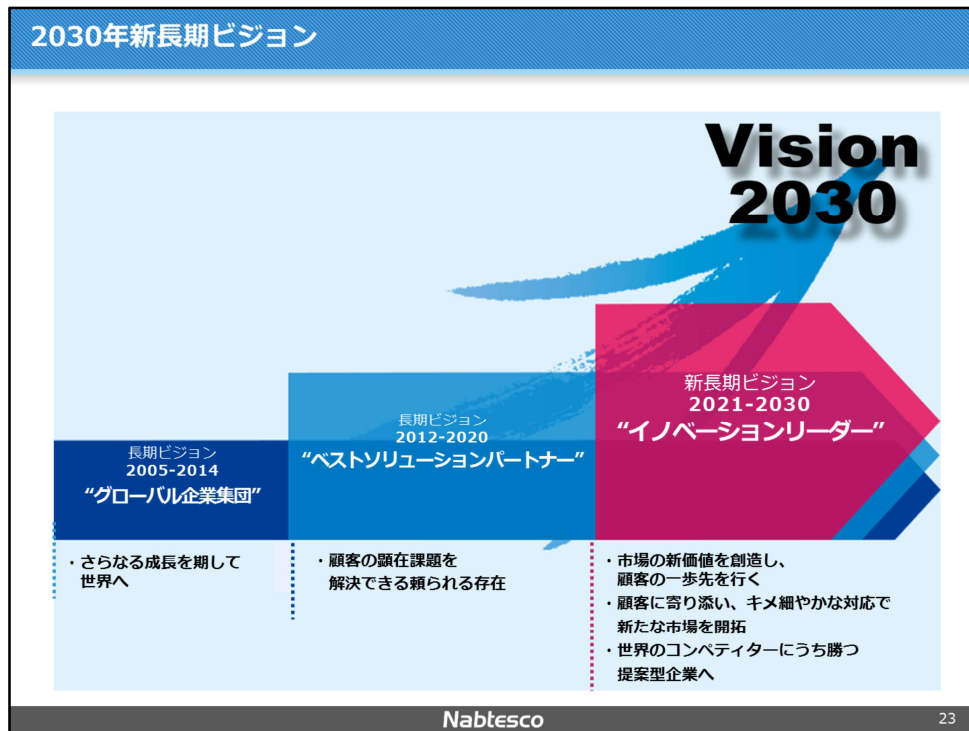 2030年新長期ビジョン
Vision
2030
長期ビジョン
2005-2014
“グローバル企業集団”
・さらなる成長を期して
世界へ
長期ビジョン
2012-2020
“ベストソリューションパートナー”
・顧客の顕在課題を
解決できる頼られる存在
新長期ビジョン
2021-2030
“イノベーションリーダー”
・市場の新価値を創造し、
顧客の一歩先を行く
・顧客に寄り添い、キメ細やかな対応で
新たな市場を開拓
・世界のコンペティターにうち勝つ
提案型企業へ
Nabtesco
23